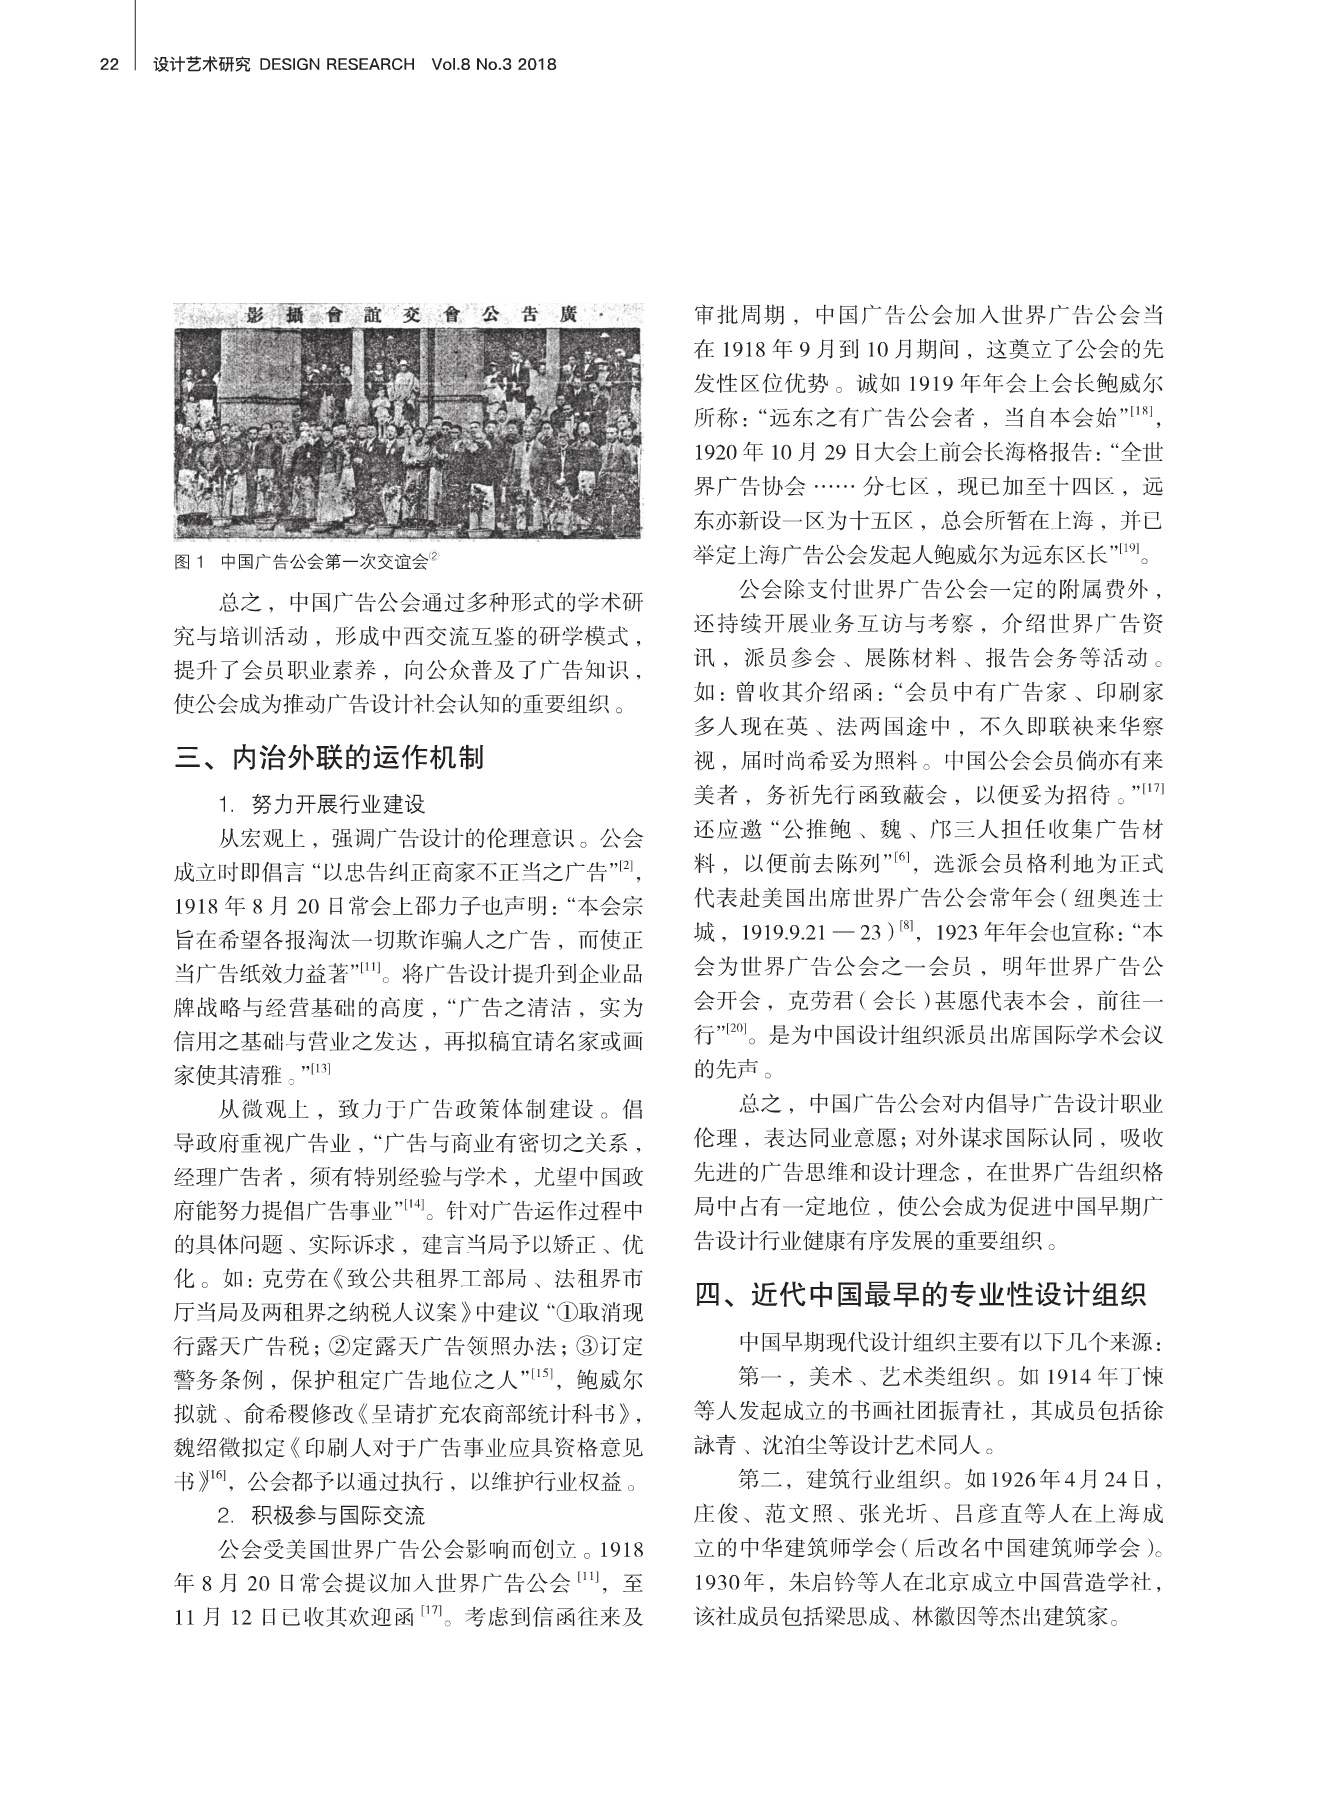 22 设计艺术研究 DESIGN RESEARCH Vol.8 No.3 2018
影攝會誼交會公告廣
图 1 中国广告公会第一次交谊会②
总之，中国广告公会通过多种形式的学术研
究与培训活动，形成中西交流互鉴的研学模式，
提升了会员职业素养，向公众普及了广告知识，
使公会成为推动广告设计社会认知的重要组织。
三、内治外联的运作机制
1. 努力开展行业建设
从宏观上，强调广告设计的伦理意识。公会
成立时即倡言“以忠告纠正商家不正当之广告”[2]，
1918 年 8 月 20 日常会上邵力子也声明：“本会宗
旨在希望各报淘汰一切欺诈骗人之广告，而使正
当广告纸效力益著”[11]。将广告设计提升到企业品
牌战略与经营基础的高度，“广告之清洁，实为
信用之基础与营业之发达，再拟稿宜请名家或画
家使其清雅。”[13]
从微观上，致力于广告政策体制建设。倡
导政府重视广告业，“广告与商业有密切之关系，
经理广告者，须有特别经验与学术，尤望中国政
府能努力提倡广告事业”[14]。针对广告运作过程中
的具体问题、实际诉求，建言当局予以矫正、优
化。如：克劳在《致公共租界工部局、法租界市
厅当局及两租界之纳税人议案》中建议“①取消现
行露天广告税；②定露天广告领照办法；③订定
警务条例，保护租定广告地位之人”[15]，鲍威尔
拟就、俞希稷修改《呈请扩充农商部统计科书》，
魏绍徵拟定《印刷人对于广告事业应具资格意见
书》[16]，公会都予以通过执行，以维护行业权益。
2. 积极参与国际交流
公会受美国世界广告公会影响而创立。1918
年 8 月 20 日常会提议加入世界广告公会[11]，至
11 月 12 日已收其欢迎函[17]。考虑到信函往来及
审批周期，中国广告公会加入世界广告公会当
在 1918 年 9 月到 10 月期间，这奠立了公会的先
发性区位优势。诚如 1919 年年会上会长鲍威尔
所称：“远东之有广告公会者，当自本会始”[18]，
1920 年 10 月 29 日大会上前会长海格报告：“全世
界广告协会……分七区，现已加至十四区，远
东亦新设一区为十五区，总会所暂在上海，并已
举定上海广告公会发起人鲍威尔为远东区长”[19]。
公会除支付世界广告公会一定的附属费外，
还持续开展业务互访与考察，介绍世界广告资
讯，派员参会、展陈材料、报告会务等活动。
如：曾收其介绍函：“会员中有广告家、印刷家
多人现在英、法两国途中，不久即联袂来华察
视，届时尚希妥为照料。中国公会会员倘亦有来
美者，务祈先行函致蔽会，以便妥为招待。”[17]
还应邀“公推鲍、魏、邝三人担任收集广告材
料，以便前去陈列”[6]，选派会员格利地为正式
代表赴美国出席世界广告公会常年会（纽奥连士
城，1919.9.21—23）[8]，1923 年年会也宣称：“本
会为世界广告公会之一会员，明年世界广告公
会开会，克劳君（会长）甚愿代表本会，前往一
行”[20]。是为中国设计组织派员出席国际学术会议
的先声。
总之，中国广告公会对内倡导广告设计职业
伦理，表达同业意愿；对外谋求国际认同，吸收
先进的广告思维和设计理念，在世界广告组织格
局中占有一定地位，使公会成为促进中国早期广
告设计行业健康有序发展的重要组织。
四、近代中国最早的专业性设计组织
中国早期现代设计组织主要有以下几个来源：
第一，美术、艺术类组织。如 1914 年丁悚
等人发起成立的书画社团振青社，其成员包括徐
詠青、沈泊尘等设计艺术同人。
第二，建筑行业组织。如1926年4月24日，
庄俊、范文照、张光圻、吕彦直等人在上海成
立的中华建筑师学会（后改名中国建筑师学会）。
1930年，朱启钤等人在北京成立中国营造学社，
该社成员包括梁思成、林徽因等杰出建筑家。